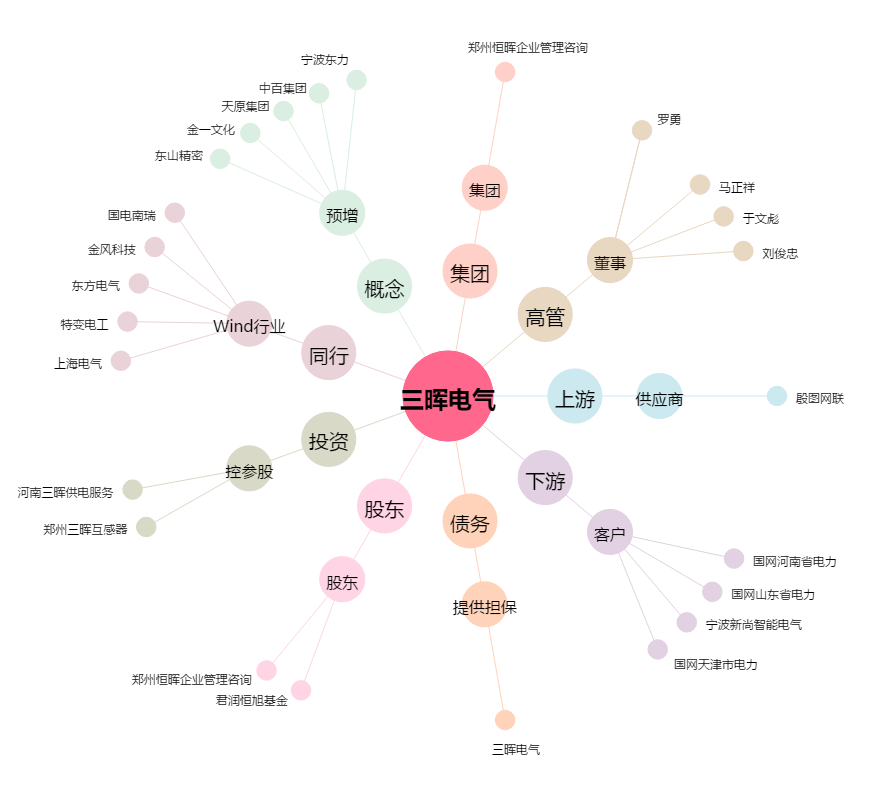 郑州恒晖企业管理咨询
宁波东力
中百集团
天原集团
金一文化
东山精密
罗勇
马正祥
于文彪
刘俊忠
集团
预增
国电南瑞
金风科技
东方电气
特变电工
上海电气
董事
集团
概念
高管
Wind行业
同行
三晖电气
上游
供应商
殷图网联
投资
控参股
河南三晖供电服务
郑州三晖互感器
下游
股东
债务
客户
国网河南省电力
国网山东省电力
宁波新尚智能电气
国网天津市电力
股东
提供担保
郑州恒晖企业管理咨询
君润恒旭基金
三晖电气